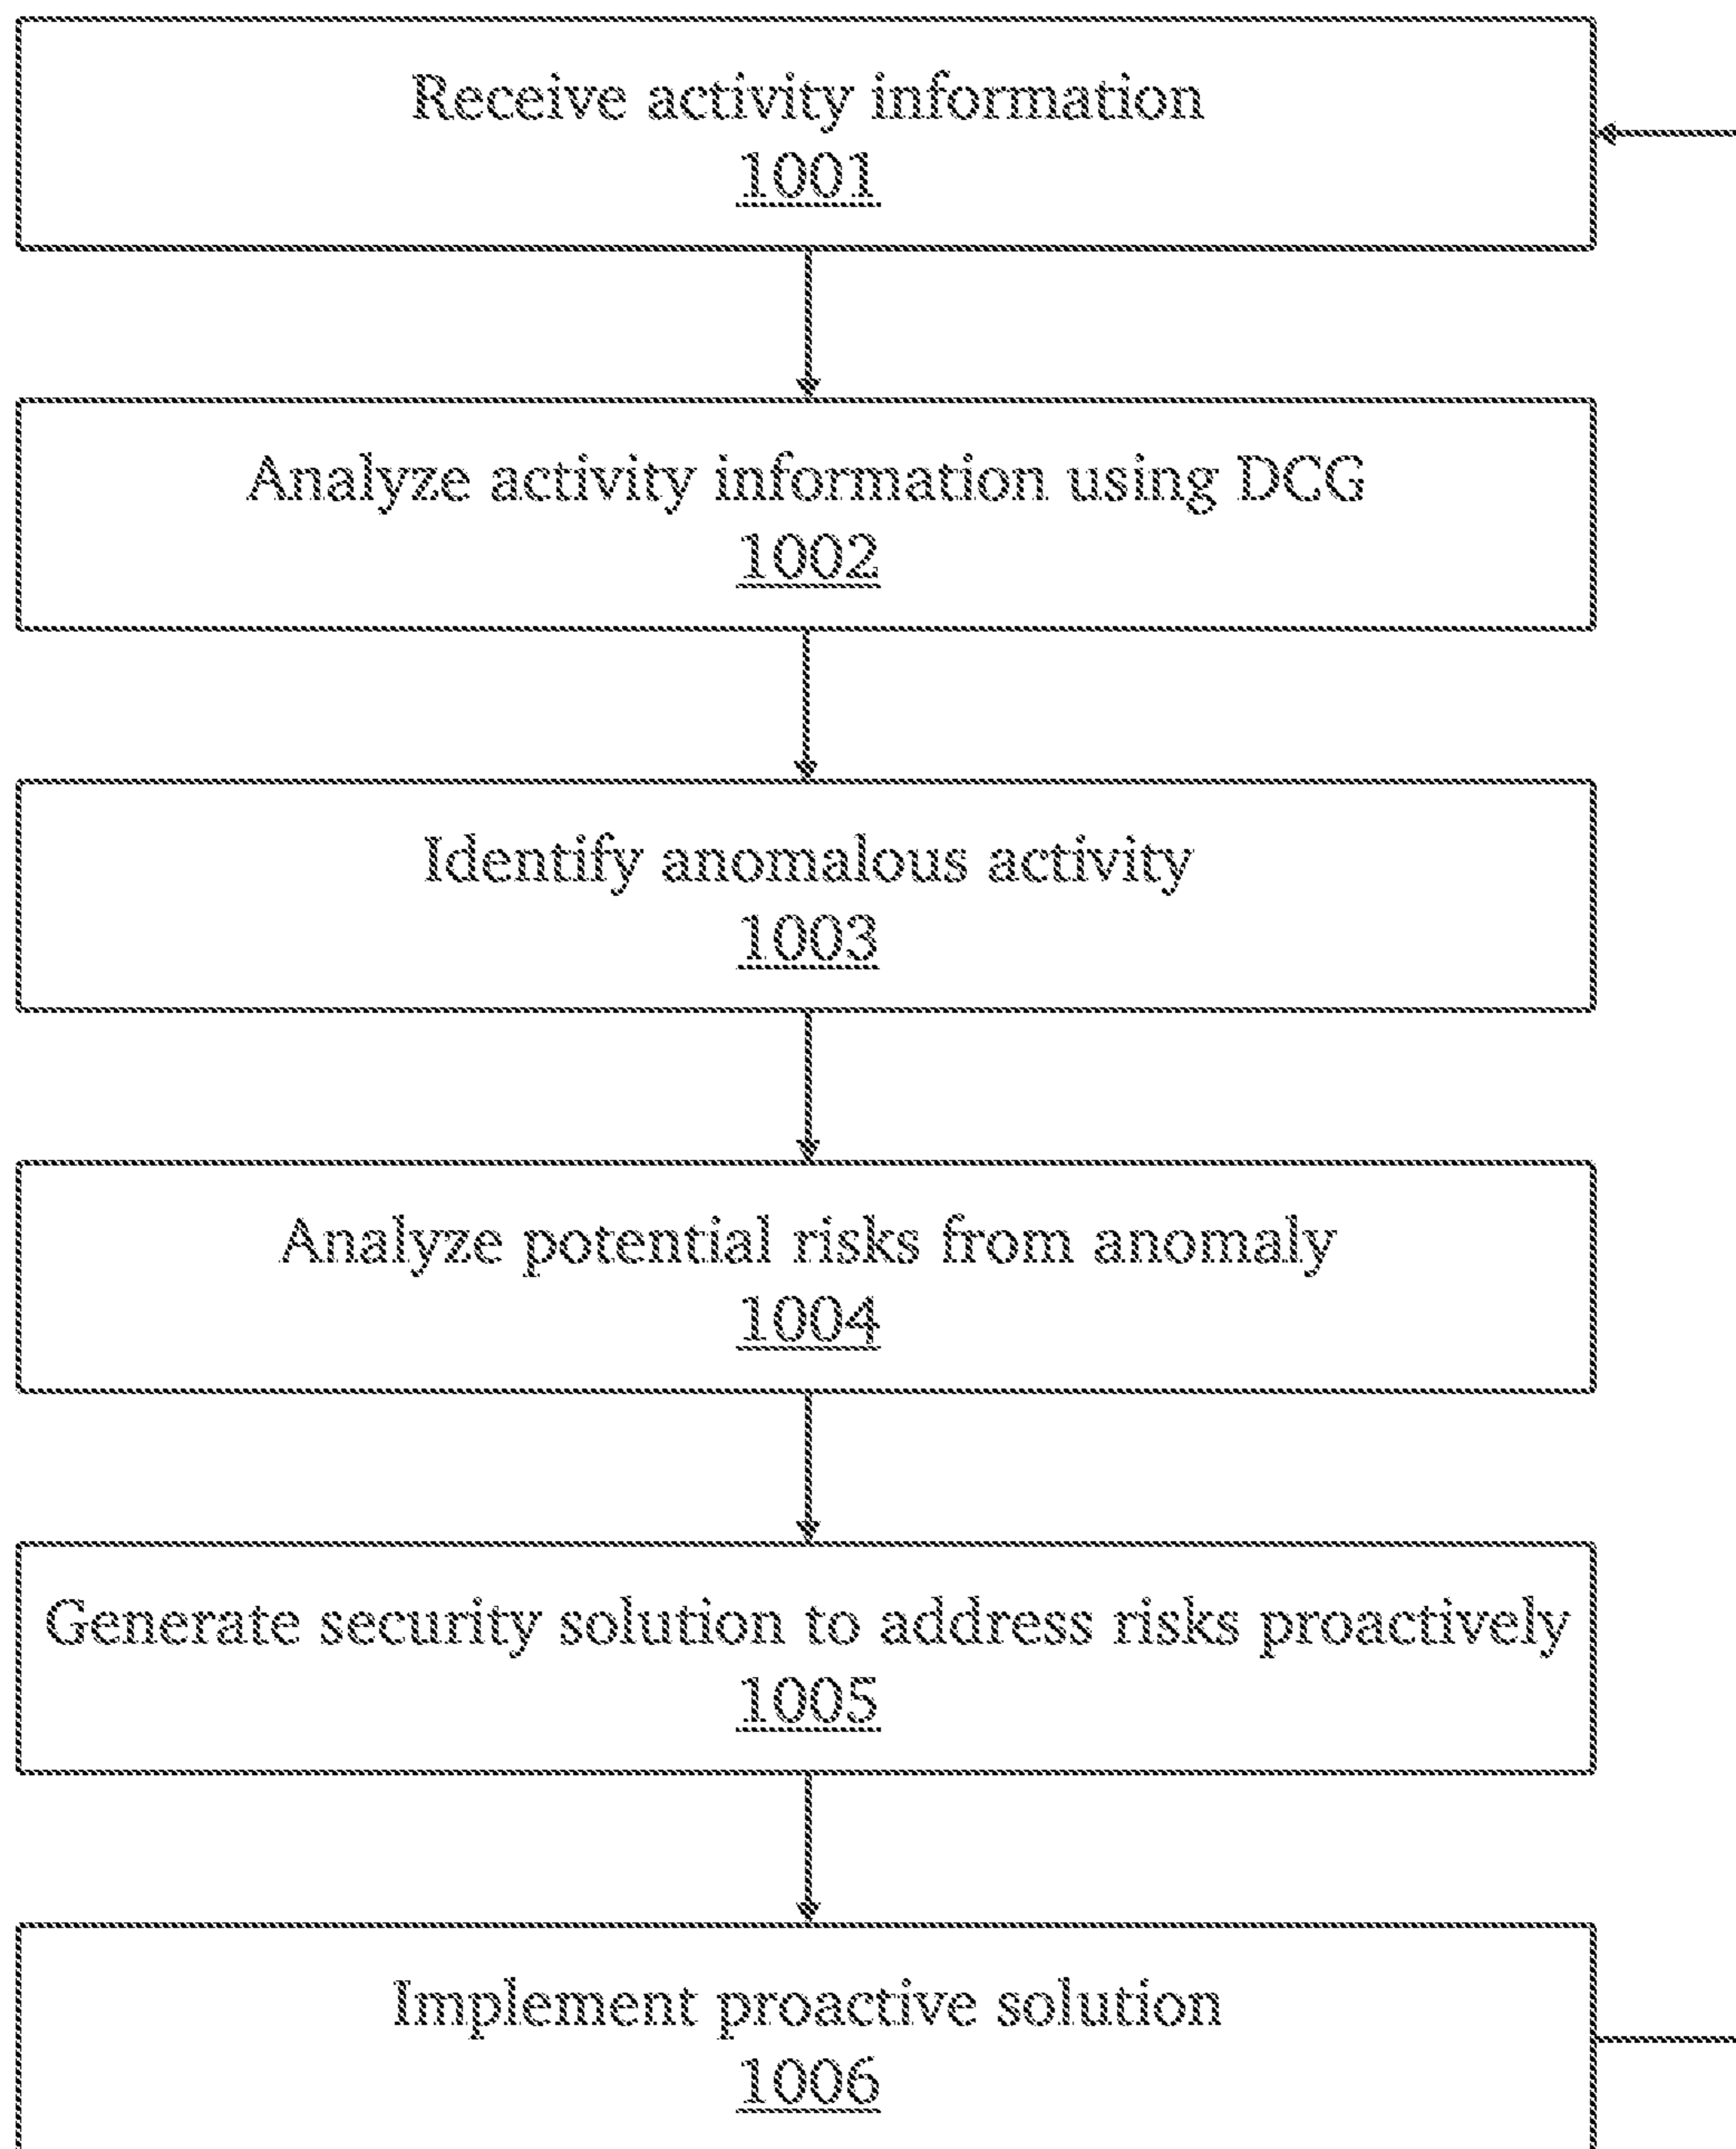 Receive activity information
1001
Analyze activity information using DCG
1002
Identify anomalous activity
1003
Analyze potential risks from anomaly
1004
Generate security solution to address risks proactively
1005
Implement proactive solution
1006